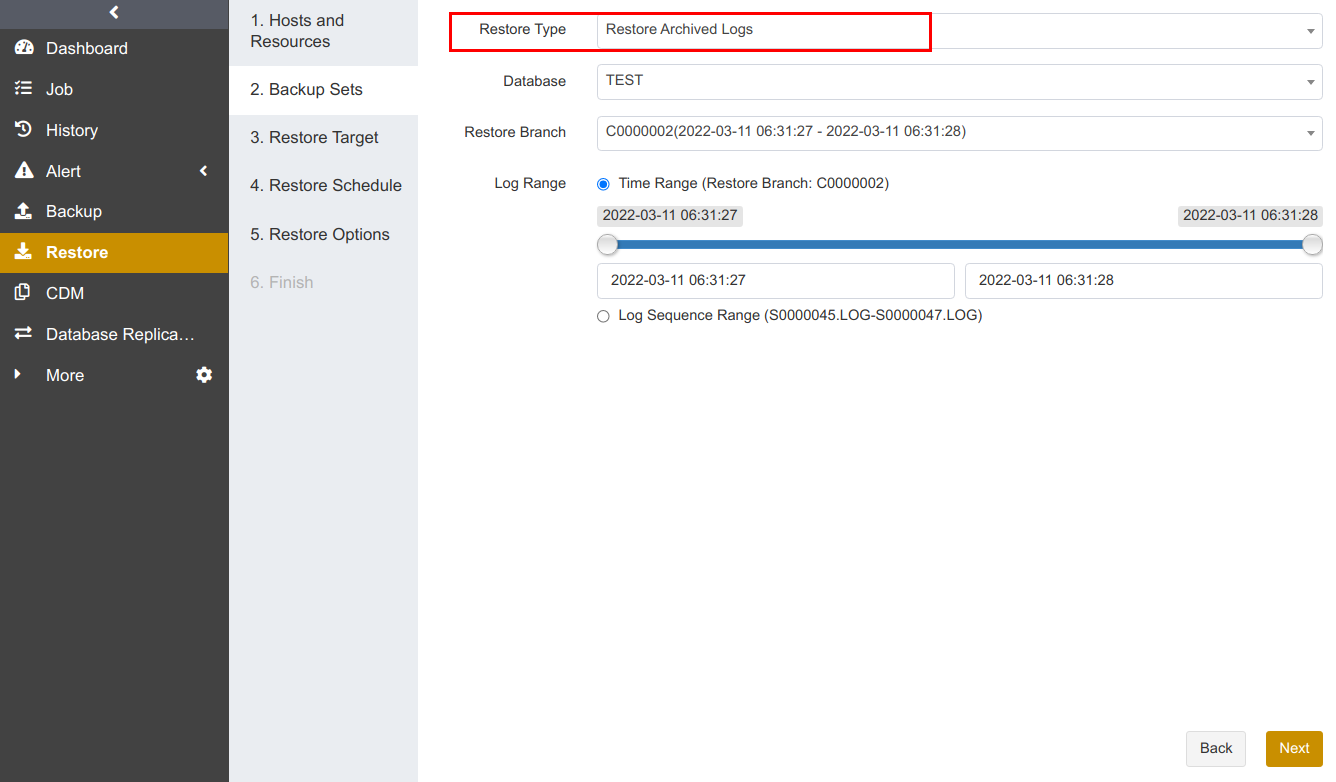 Dashboard
Job
History
Alert
Backup
Restore
CDM
Database Replica…
More
1. Hosts and
Resources
2. Backup Sets
3. Restore Target
4. Restore Schedule
5. Restore Options
6. Finish
Restore Type
Restore Archived Logs
Database
TEST
Restore Branch
C0000002(2022-03-11 06:31:27 - 2022-03-11 06:31:28)
Log Range
Time Range (Restore Branch: C0000002)
2022-03-11 06:31:27
2022-03-11 06:31:28
2022-03-11 06:31:27
2022-03-11 06:31:28
Log Sequence Range (S0000045.LOG-S0000047.LOG)
Back
Next